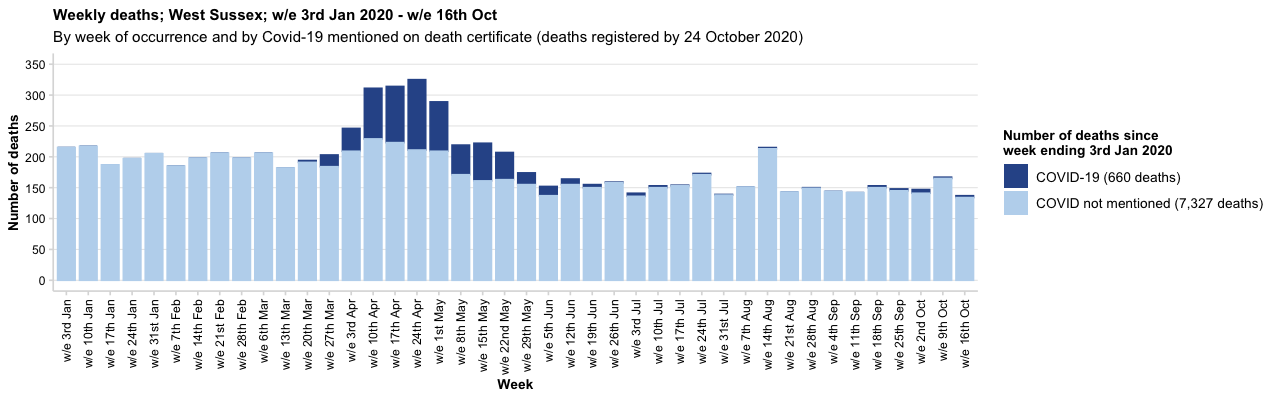 Weekly deaths; West Sussex; w/e 3rd Jan 2020 - w/e 16th Oct
By week of occurrence and by Covid-19 mentioned on death certificate (deaths registered by 24 October 2020)
Number of deaths
350
300
250
200
150
100
50
0
w/e 3rd Jan
w/e 10th Jan
w/e 17th Jan
w/e 24th Jan
w/e 31st Jan
w/e 7th Feb
w/e 14th Feb
w/e 21st Feb
w/e 28th Feb
w/e 6th Mar
w/e 13th Mar
w/e 20th Mar
w/e 27th Mar
w/e 3rd Apr
w/e 10th Apr
w/e 17th Apr
w/e 24th Apr
w/e 1st May
w/e 8th May
w/e 15th May
w/e 22nd May
w/e 29th May
w/e 5th Jun
w/e 12th Jun
w/e 19th Jun
w/e 26th Jun
w/e 3rd Jul
w/e 10th Jul
w/e 17th Jul
w/e 24th Jul
w/e 31st Jul
w/e 7th Aug
w/e 14th Aug
w/e 21st Aug
w/e 28th Aug
w/e 4th Sep
w/e 11th Sep
w/e 18th Sep
w/e 25th Sep
w/e 2nd Oct
w/e 9th Oct
w/e 16th Oct
Week
Number of deaths since
week ending 3rd Jan 2020
COVID-19 (660 deaths)
COVID not mentioned (7,327 deaths)